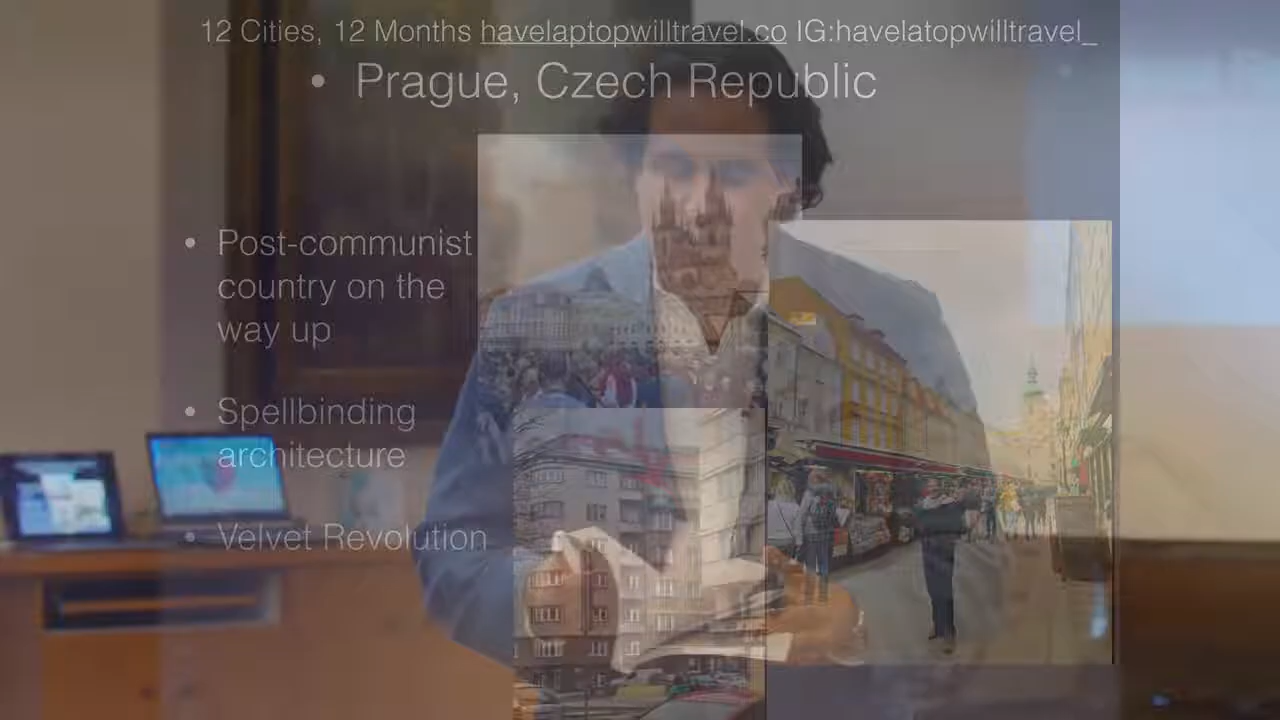 12 Cities, 12 Months havelaptopwilltravel.co IG:havelatopwilltravel_
• Prague, Czech Republic
• Post-communist
country on the
way up
• Spellbinding
architecture
• Velvet Revolution